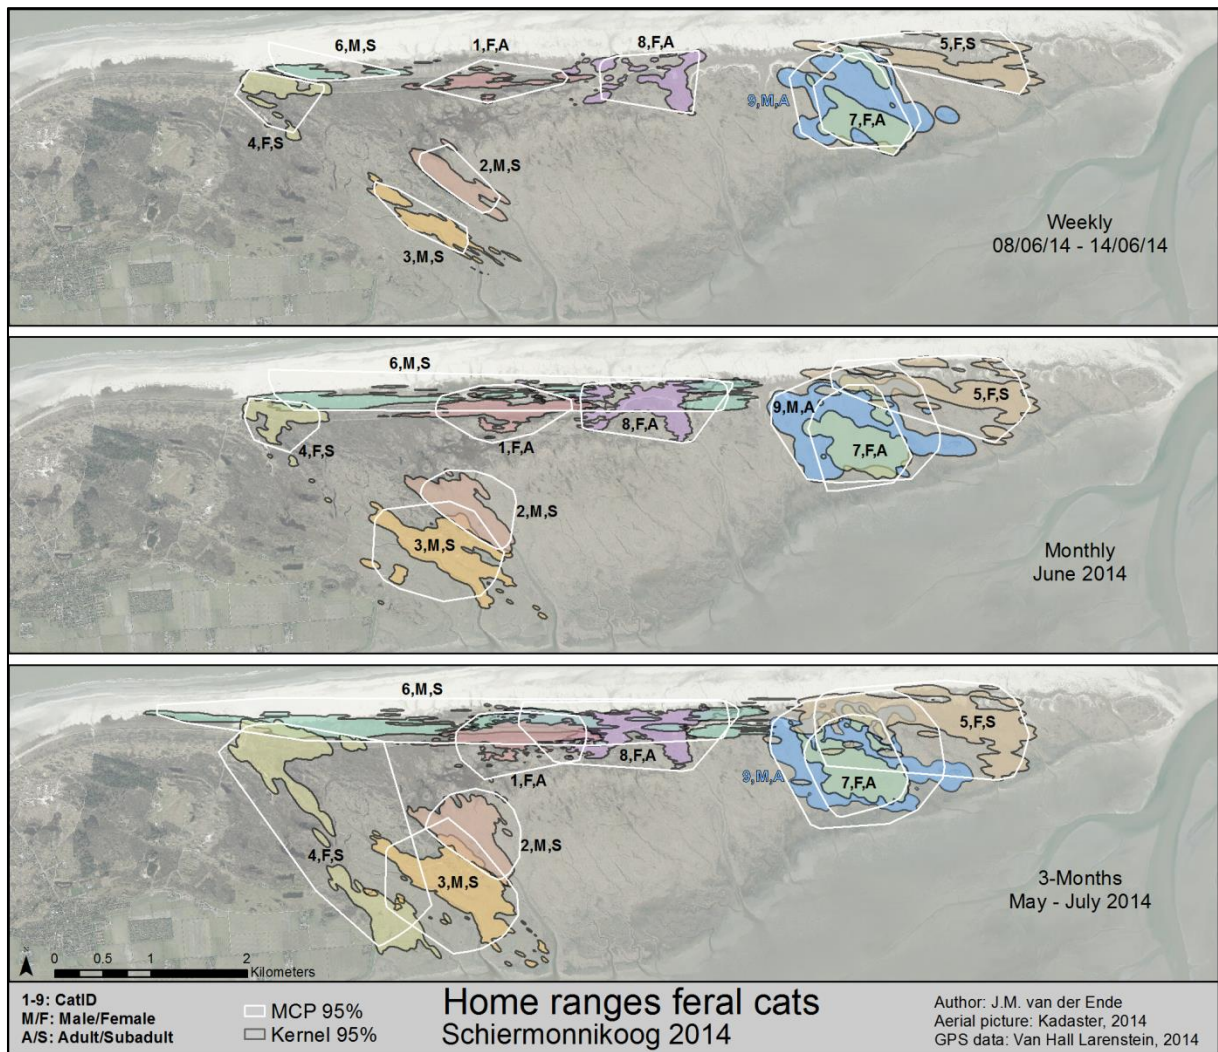 6,M,S
1,F,A
8,F,A
5,F,S
9,M,A
7,F,A
4,F,S
2,M,S
3,M,S
Weekly
08/06/14 - 14/06/14
6,M,S
5,F,S
9,M,A
8,F,A
1,F,A
7,F,A
4,F,S
2,M,S
3,M,S
Monthly
June 2014
6,M,S
5,F,S
8,F,A
1,F,A
9,M,A
7,F,A
2,M,S
4,F,S
3,M,S
3-Months
May - July 2014
0 0.5 1 2
Kilometers
1-9: CatID
M/F: Male/Female
A/S: Adult/Subadult
MCP 95%
Kernel 95%
Home ranges feral cats
Schiermonnikoog 2014
Author: J.M. van der Ende
Aerial picture: Kadaster, 2014
GPS data: Van Hall Larenstein, 2014